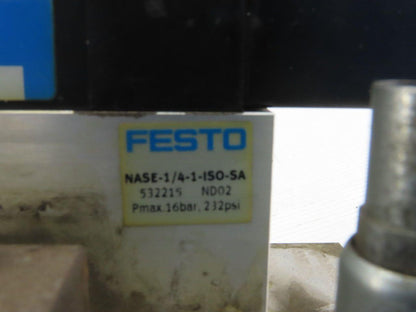 FESTO
NASE-1/4-1-ISO-SA
532215 ND02
Pmax.16bar, 232psi